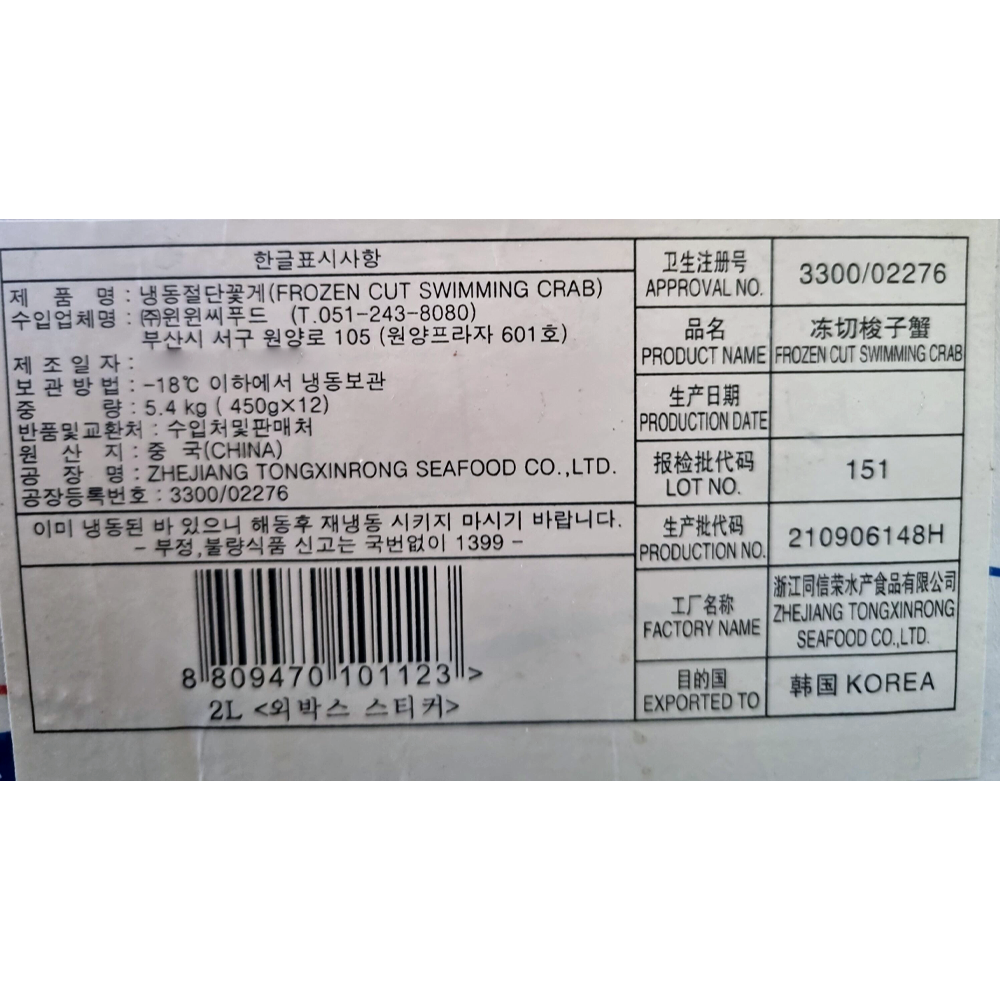 한글표시사항
제 품 명 : 냉동절단꽃게(FROZEN CUT SWIMMING CRAB)
수입업체명 : ㈜윈윈씨푸드 (T.051-243-8080)
부산시 서구 원양로 105 (원양프라자 601호)
제 조 일 자 :
보 관 방 법 : -18℃ 이하에서 냉동보관
중 량 : 5.4 kg ( 450g×12)
반품및교환처 : 수입처및판매처
원 산 지 : 중 국(CHINA)
공 장 명 : ZHEJIANG TONGXINRONG SEAFOOD CO.,LTD.
공장등록번호 : 3300/02276
이미 냉동된 바 있으니 해동후 재냉동 시키지 마시기 바랍니다.
- 부정,불량식품 신고는 국번없이 1399 -
8 809470 101123 >
2L <외박스 스티커>
卫生注册号
APPROVAL NO.
3300/02276
品名
PRODUCT NAME
冻切梭子蟹
FROZEN CUT SWIMMING CRAB
生产日期
PRODUCTION DATE
报检批代码
LOT NO.
151
生产批代码
PRODUCTION NO.
210906148H
工厂名称
FACTORY NAME
浙江同信荣水产食品有限公司
ZHEJIANG TONGXINRONG
SEAFOOD CO.,LTD.
目的国
EXPORTED TO
韩国 KOREA